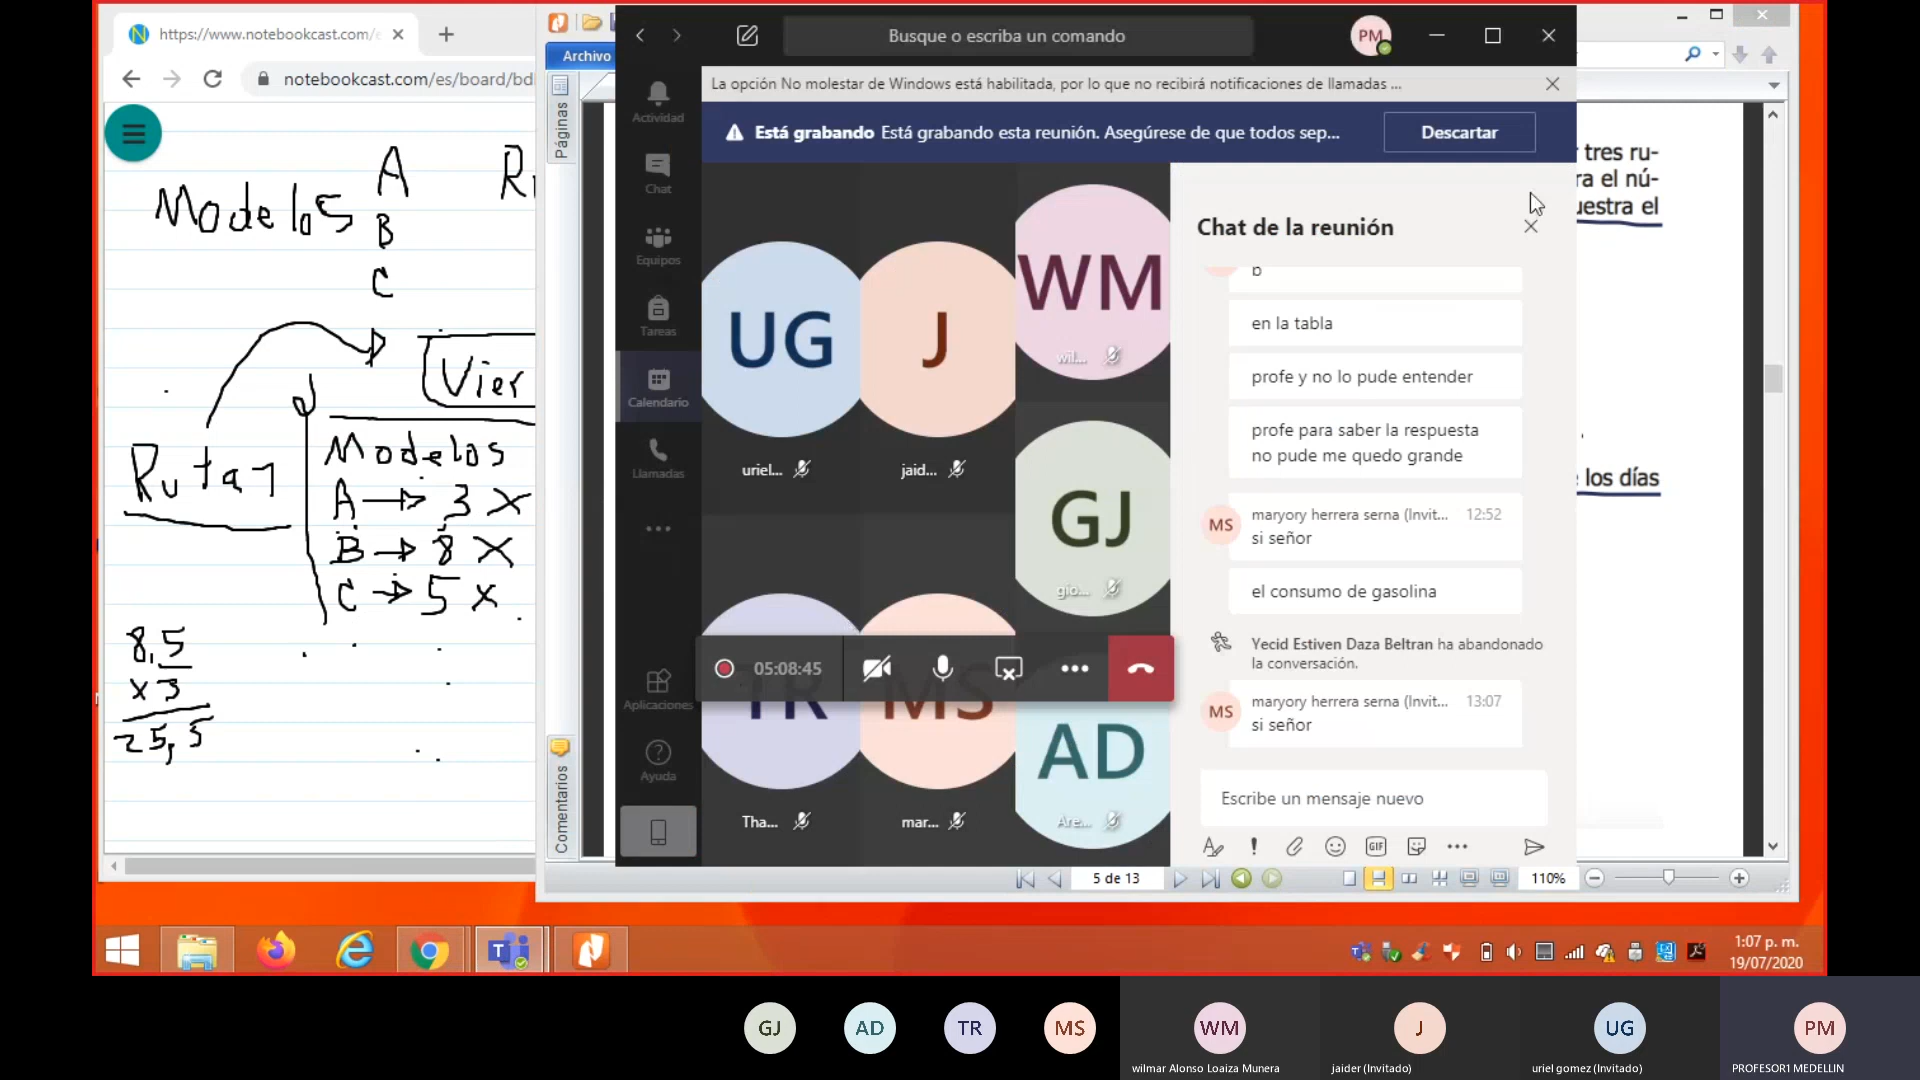 https://www.notebookcast.com/e
notebookcast.com/es/board/bd
Modelos
A
B
C
Vier
Rutan
Modelos
A → 3 X
B → 8 X
C → 5 X
8,5
x 3
25,5
Archivo
Páginas
Comentarios
Busque o escriba un comando
PM
La opción No molestar de Windows está habilitada, por lo que no recibirá notificaciones de llamadas ...
Está grabando Está grabando esta reunión. Asegúrese de que todos sep...
Descartar
Actividad
Chat
Equipos
Tareas
Calendario
Llamadas
Aplicaciones
Ayuda
UG
uriel...
J
jaid...
WM
wil...
GJ
gio...
TR
Tha...
MS
mar...
AD
Are...
05:08:45
Chat de la reunión
b
en la tabla
profe y no lo pude entender
profe para saber la respuesta
no pude me quedo grande
MS
maryory herrera serna (Invit... 12:52
si señor
el consumo de gasolina
Yecid Estiven Daza Beltran ha abandonado
la conversación.
MS
maryory herrera serna (Invit... 13:07
si señor
Escribe un mensaje nuevo
GIF
tres ru-
ra el nú-
uestra el
los días
5 de 13
110%
1:07 p. m.
19/07/2020
GJ
AD
TR
MS
WM
wilmar Alonso Loaiza Munera
J
jaider (Invitado)
UG
uriel gomez (Invitado)
PM
PROFESOR1 MEDELLIN